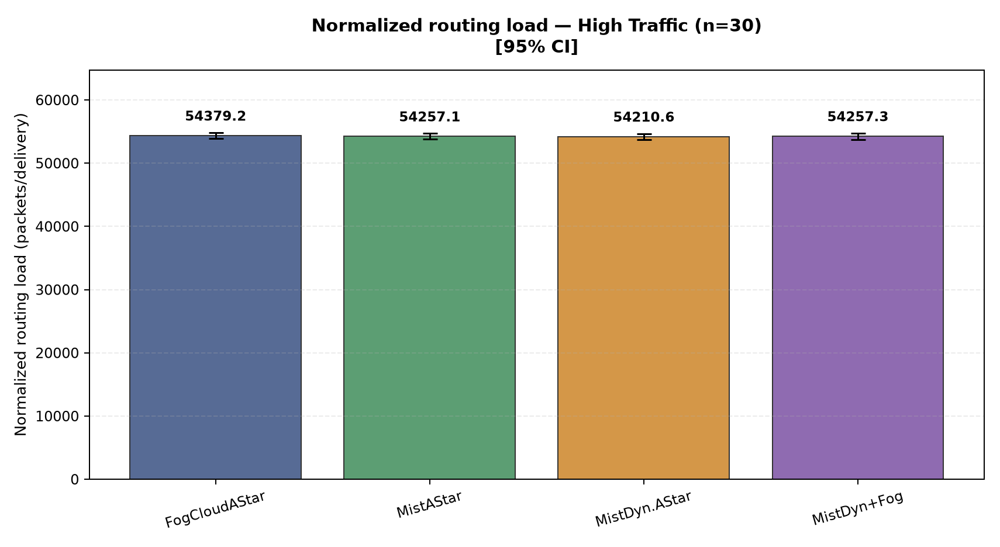 Normalized routing load — High Traffic (n=30)
[95% CI]
Normalized routing load (packets/delivery)
60000
50000
40000
30000
20000
10000
0
54379.2
54257.1
54210.6
54257.3
FogCloudAStar
MistAStar
MistDyn.AStar
MistDyn+Fog